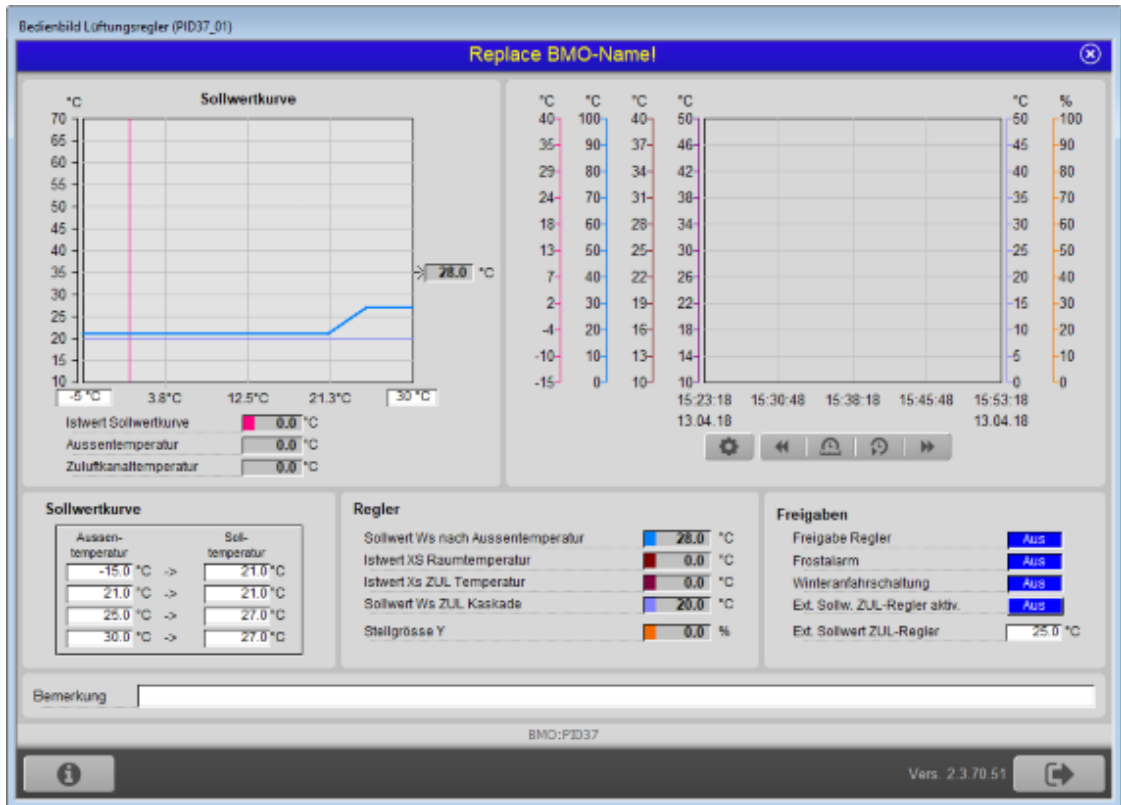 Bedienbild Lüftungsregler (PID37_01)
Replace BMO-Name!
°C Sollwertkurve
70
65
60
55
50
45
40
35
30
25
20
15
10
28.0 °C
-5 °C 3.8°C 12.5°C 21.3°C 30 °C
Istwert Sollwertkurve 0.0 °C
Aussentemperatur 0.0 °C
Zuluftkanaltemperatur 0.0 °C
°C °C °C °C °C %
40 100 40 50 50 100
35 90 37 46 45 90
29 80 34 42 40 80
24 70 31 38 35 70
18 60 28 34 30 60
13 50 25 30 25 50
7 40 22 26 20 40
2 30 19 22 15 30
-4 20 16 18 10 20
-10 10 13 14 5 10
-15 0 10 10 0 0
15:23:18 15:30:48 15:38:18 15:45:48 15:53:18
13.04.18 13.04.18
Sollwertkurve
Aussen- Soll-
temperatur temperatur
-15.0 °C -> 21.0 °C
21.0 °C -> 21.0 °C
25.0 °C -> 27.0 °C
30.0 °C -> 27.0 °C
Regler
Sollwert Ws nach Aussentemperatur 28.0 °C
Istwert XS Raumtemperatur 0.0 °C
Istwert Xs ZUL Temperatur 0.0 °C
Sollwert Ws ZUL Kaskade 20.0 °C
Stellgrösse Y 0.0 %
Freigaben
Freigabe Regler Aus
Frostalarm Aus
Winteranfahrschaltung Aus
Ext. Sollw. ZUL-Regler aktiv. Aus
Ext. Sollwert ZUL-Regler 25.0 °C
Bemerkung
BMO:PID37
Vers. 2.3.70.51